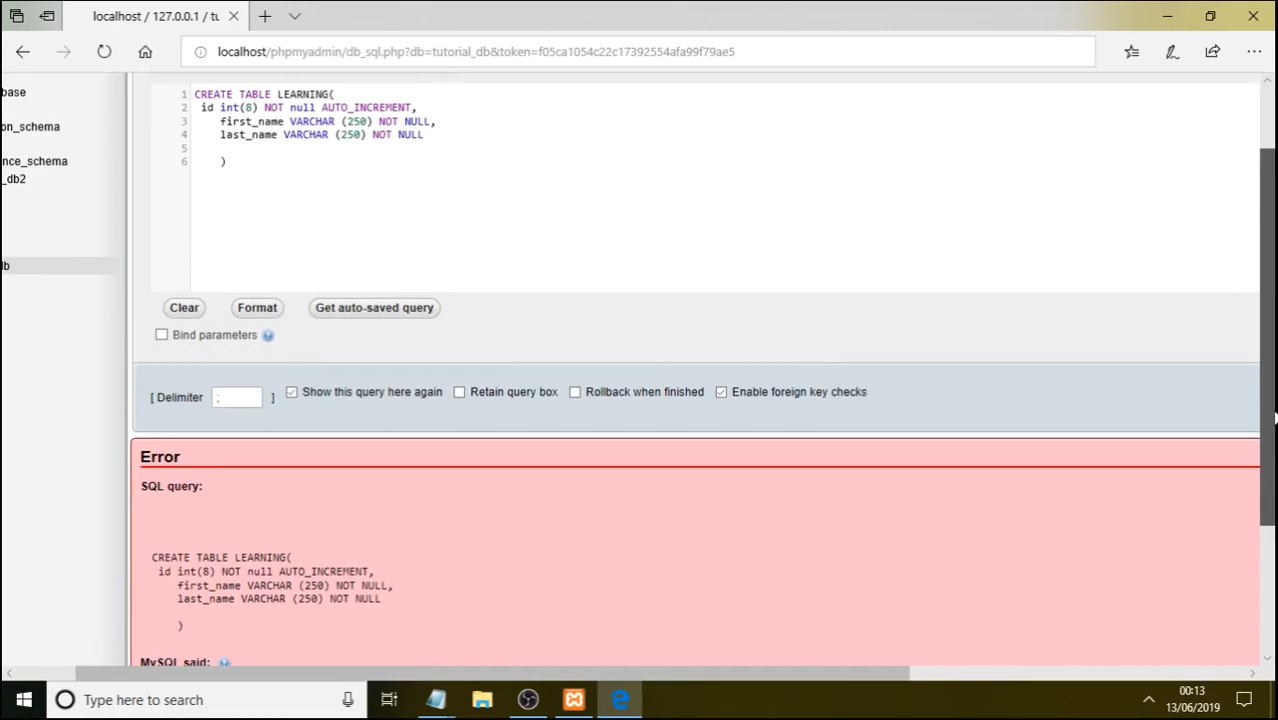 localhost / 127.0.0.1 / tu
localhost/phpmyadmin/db_sql.php?db=tutorial_db&token=f05ca1054c22c17392554afa99f79ae5
base
on_schema
nce_schema
_db2
db
1 CREATE TABLE LEARNING(
2 id int(8) NOT null AUTO_INCREMENT,
3 first_name VARCHAR (250) NOT NULL,
4 last_name VARCHAR (250) NOT NULL
5
6 )
Clear Format Get auto-saved query
Bind parameters
[ Delimiter ; ] Show this query here again Retain query box Rollback when finished Enable foreign key checks
Error
SQL query:
CREATE TABLE LEARNING(
id int(8) NOT null AUTO_INCREMENT,
first_name VARCHAR (250) NOT NULL,
last_name VARCHAR (250) NOT NULL
)
MySQL said:
Type here to search
00:13
13/06/2019